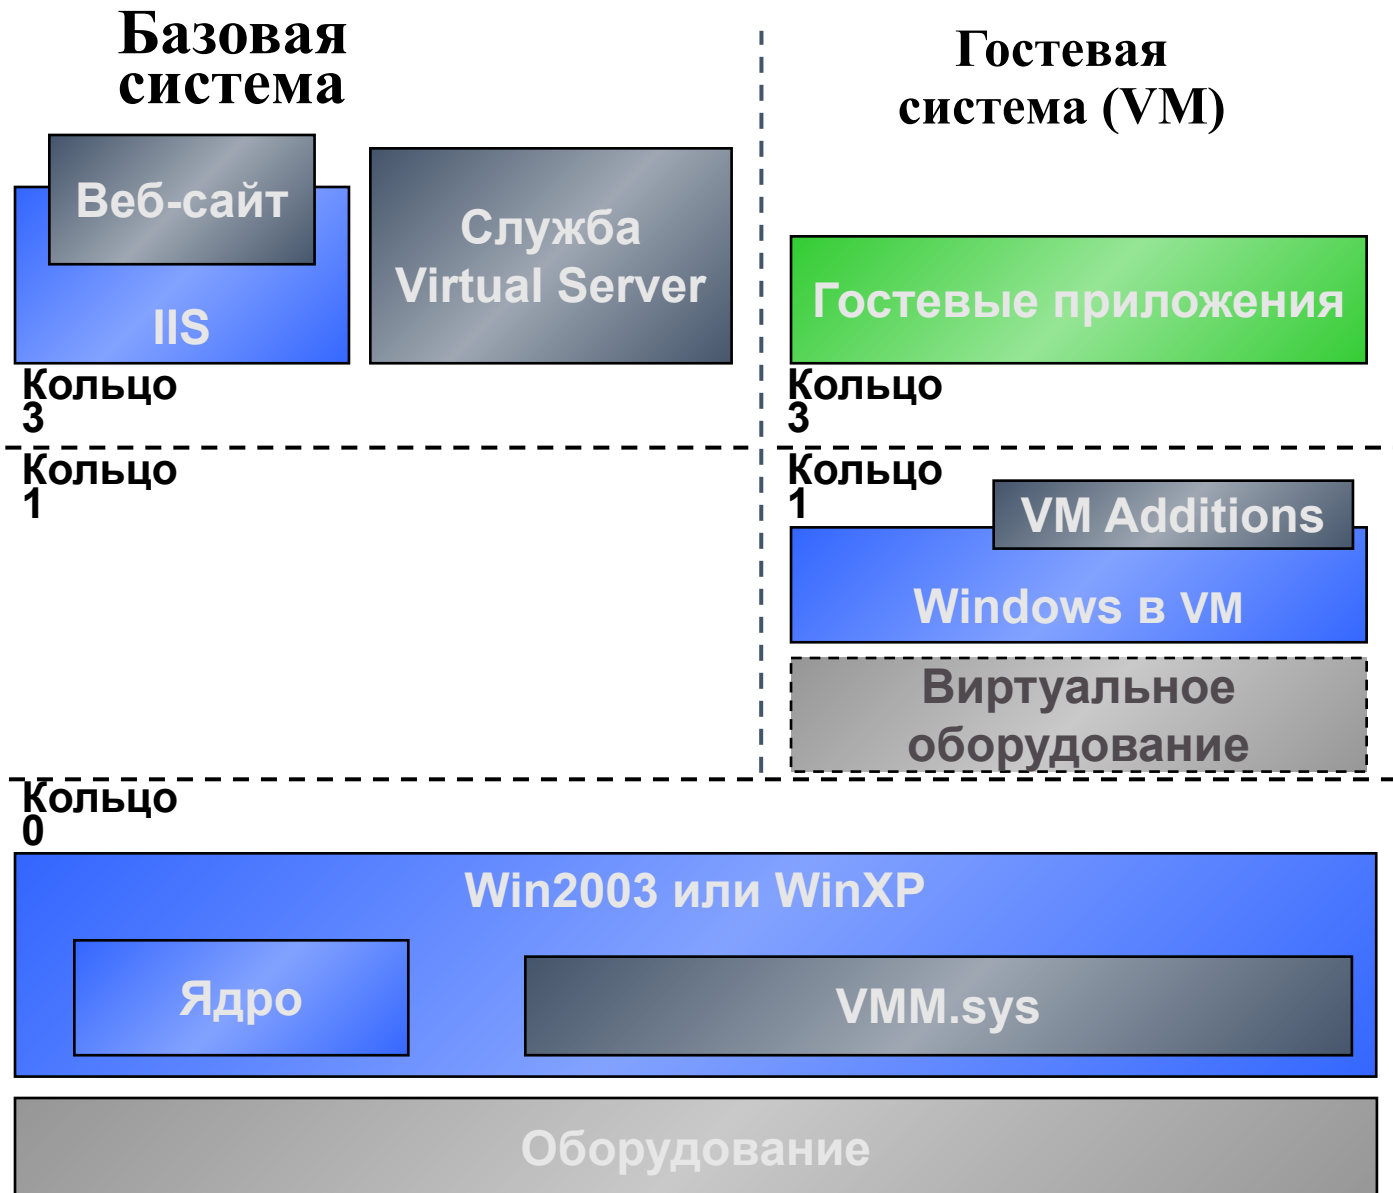 Базовая
система
Гостевая
система (VM)
Веб-сайт
IIS
Служба
Virtual Server
Гостевые приложения
Кольцо
3
Кольцо
3
Кольцо
1
Кольцо
1
VM Additions
Windows в VM
Виртуальное
оборудование
Кольцо
0
Win2003 или WinXP
Ядро
VMM.sys
Оборудование